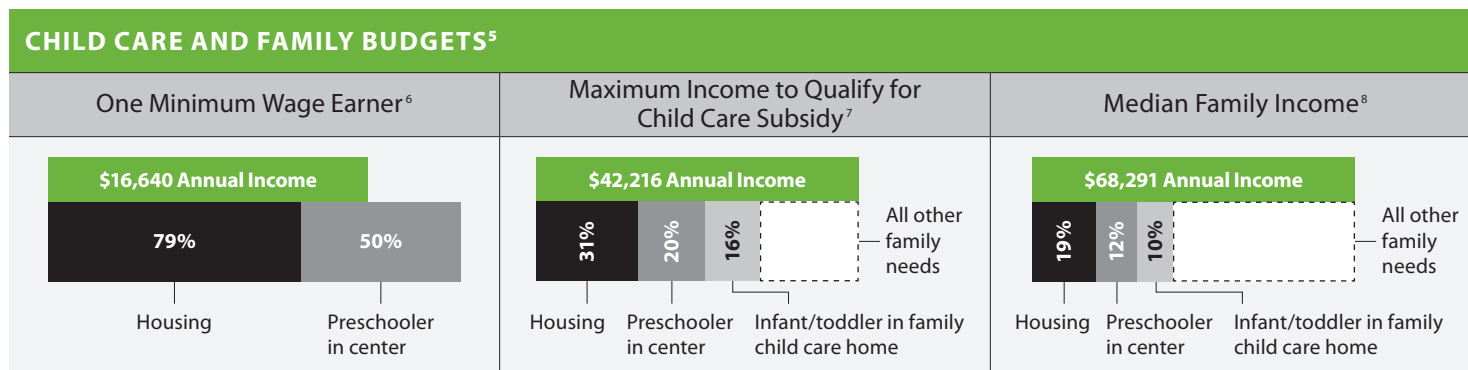 CHILD CARE AND FAMILY BUDGETS⁵
One Minimum Wage Earner⁶
$16,640 Annual Income
79%
50%
Housing
Preschooler
in center
Maximum Income to Qualify for
Child Care Subsidy⁷
$42,216 Annual Income
31%
20%
16%
All other
family
needs
Housing
Preschooler
in center
Infant/toddler in family
child care home
Median Family Income⁸
$68,291 Annual Income
19%
12%
10%
All other
family
needs
Housing
Preschooler
in center
Infant/toddler in family
child care home